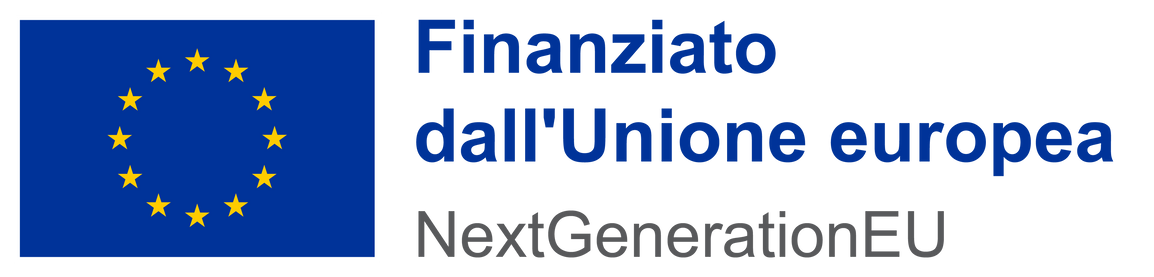 Finanziato
dall'Unione europea
NextGenerationEU